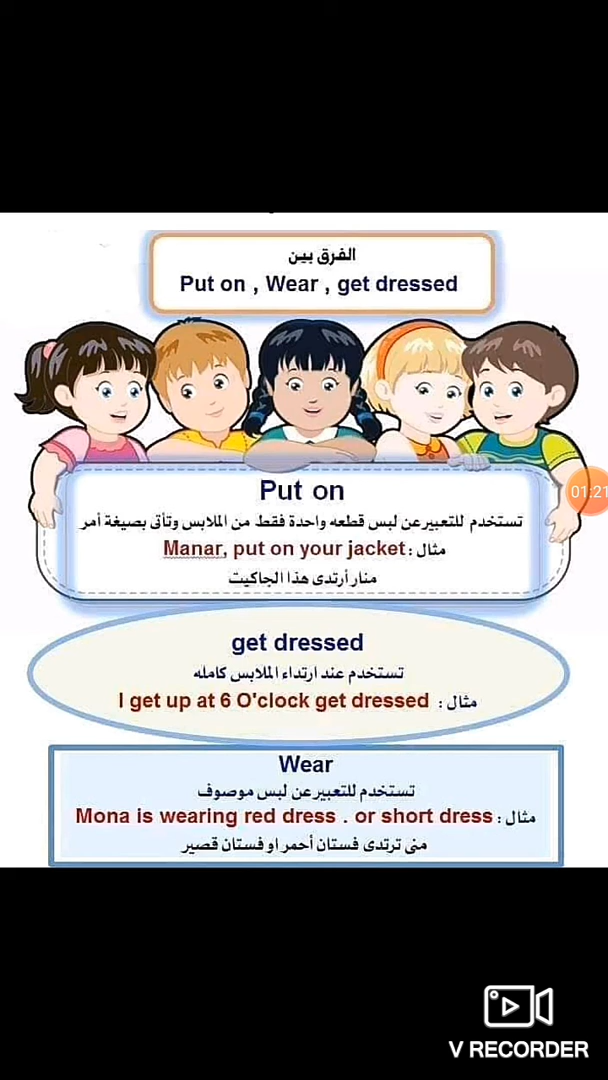 الفرق بين
Put on , Wear , get dressed
Put on
تستخدم للتعبير عن لبس قطعه واحدة فقط من الملابس وتأتى بصيغة أمر
مثال : Manar, put on your jacket
منار أرتدى هذا الجاكيت
01:21
get dressed
تستخدم عند ارتداء الملابس كامله
مثال : I get up at 6 O'clock get dressed
Wear
تستخدم للتعبير عن لبس موصوف
مثال : Mona is wearing red dress . or short dress
منى ترتدى فستان أحمر او فستان قصير
V RECORDER